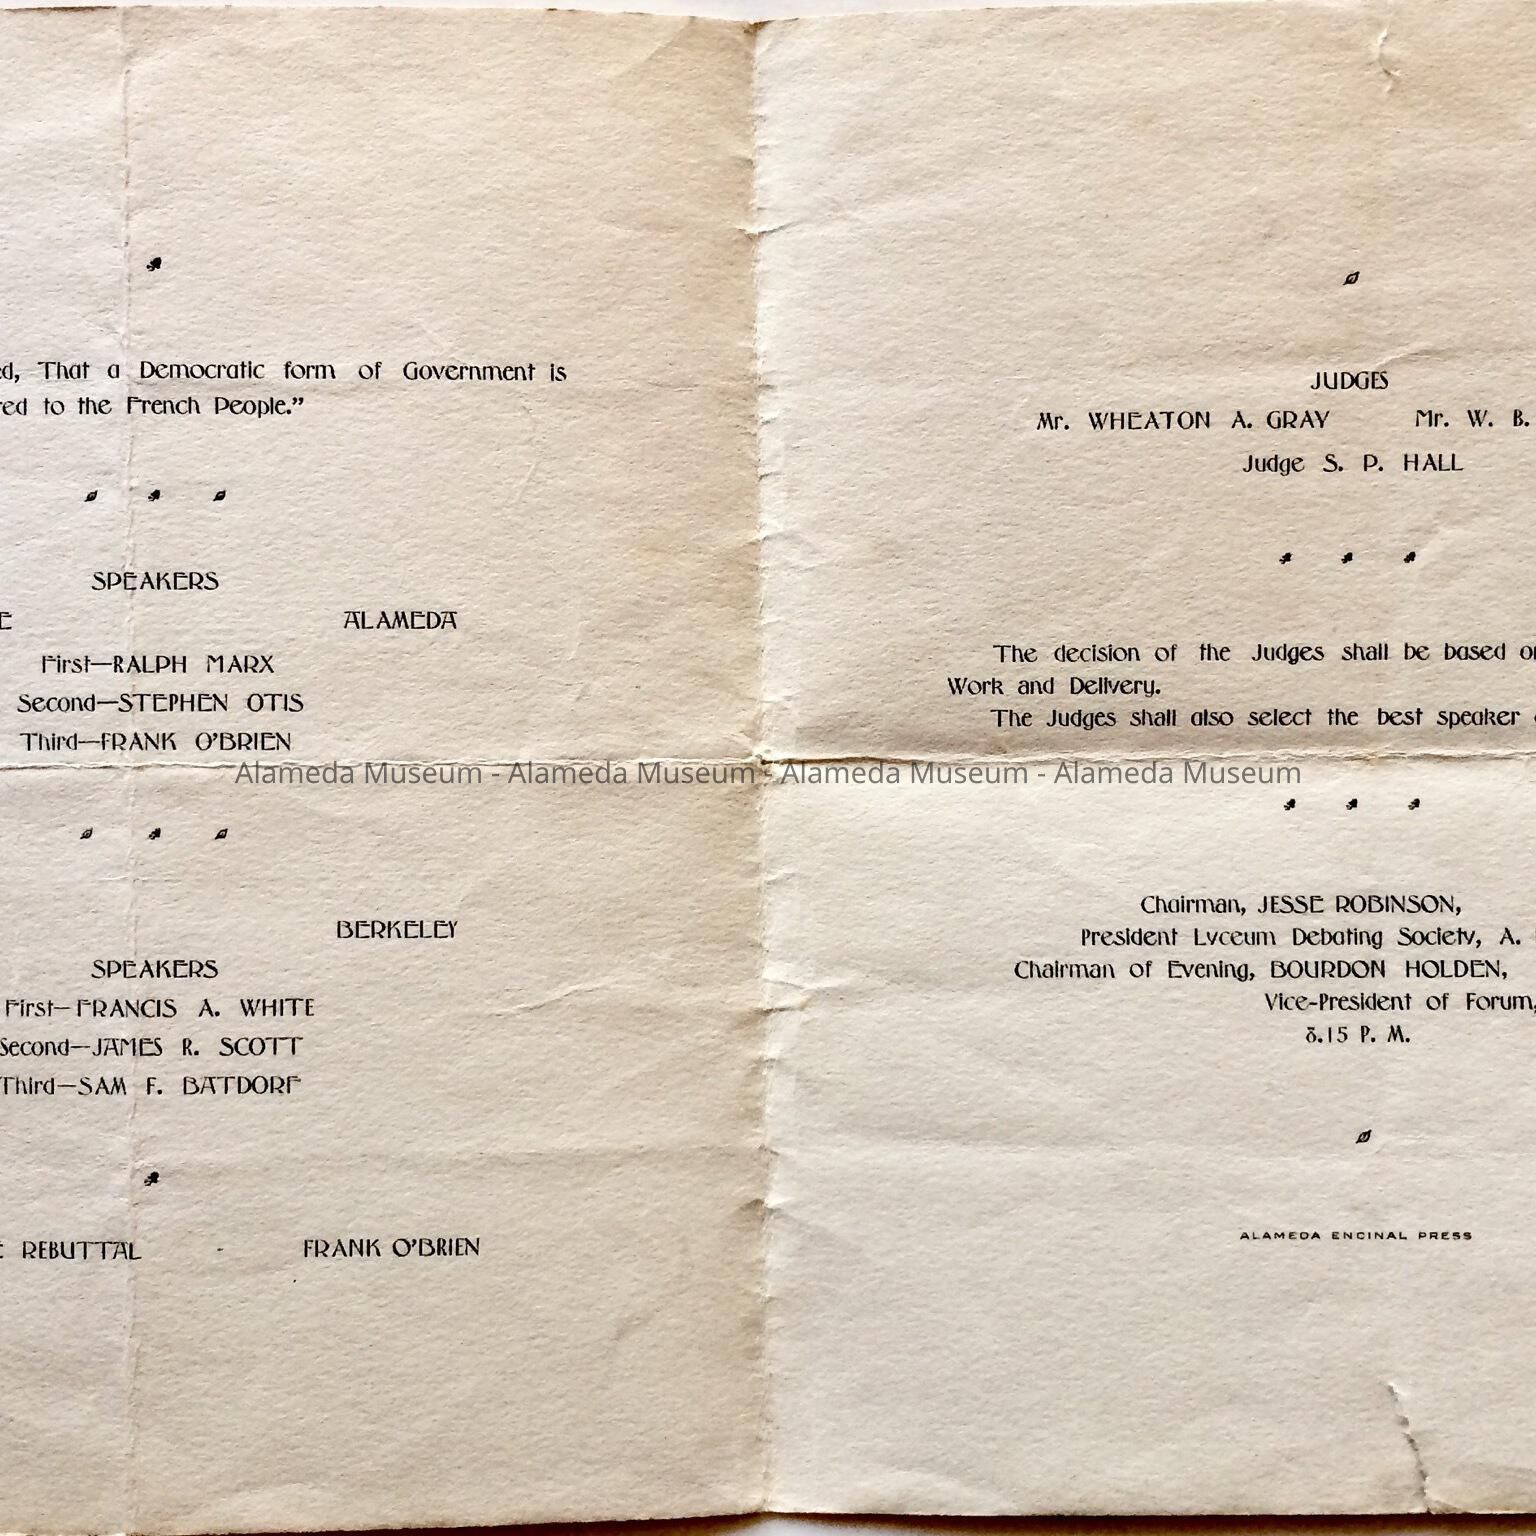 That a Democratic form of Government is
to the French People.”
SPEAKERS
ALAMEDA
First—RALPH MARX
Second—STEPHEN OTIS
Third—FRANK O’BRIEN
BERKELEY
SPEAKERS
First—FRANCIS A. WHITE
Second—JAMES R. SCOTT
Third—SAM F. BATDORF
REBUTTAL - FRANK O’BRIEN
JUDGES
Mr. WHEATON A. GRAY Mr. W. B.
Judge S. P. HALL
The decision of the Judges shall be based
Work and Delivery.
The Judges shall also select the best speaker
Alameda Museum - Alameda Museum - Alameda Museum - Alameda Museum
Chairman, JESSE ROBINSON,
President Lyceum Debating Society, A.
Chairman of Evening, BOURDON HOLDEN,
Vice-President of Forum,
8.15 P. M.
ALAMEDA ENCINAL PRESS